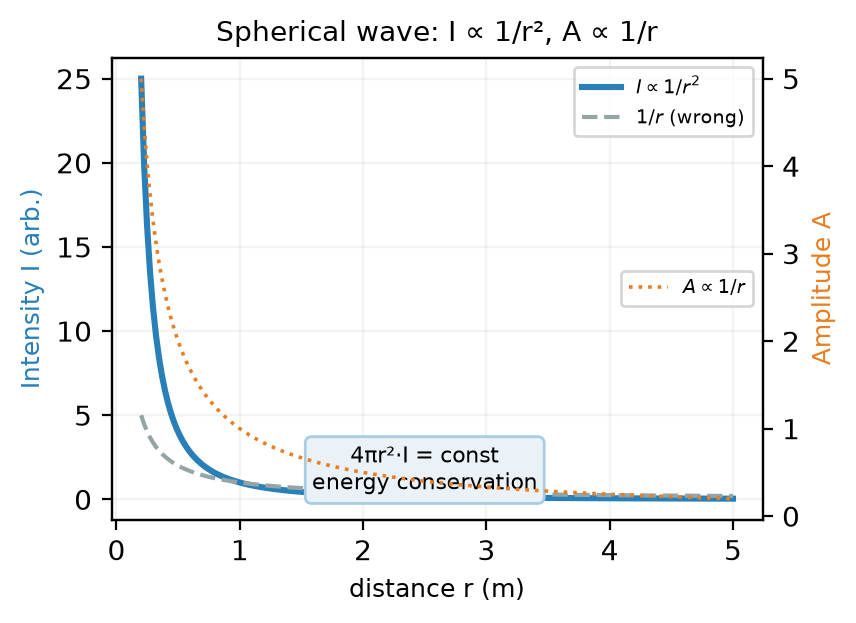 Spherical wave: I ∝ 1/r², A ∝ 1/r
25
20
15
10
5
0
Intensity I (arb.)
I ∝ 1/r²
1/r (wrong)
A ∝ 1/r
4πr²·I = const
energy conservation
5
4
3
2
1
0
Amplitude A
0 1 2 3 4 5
distance r (m)